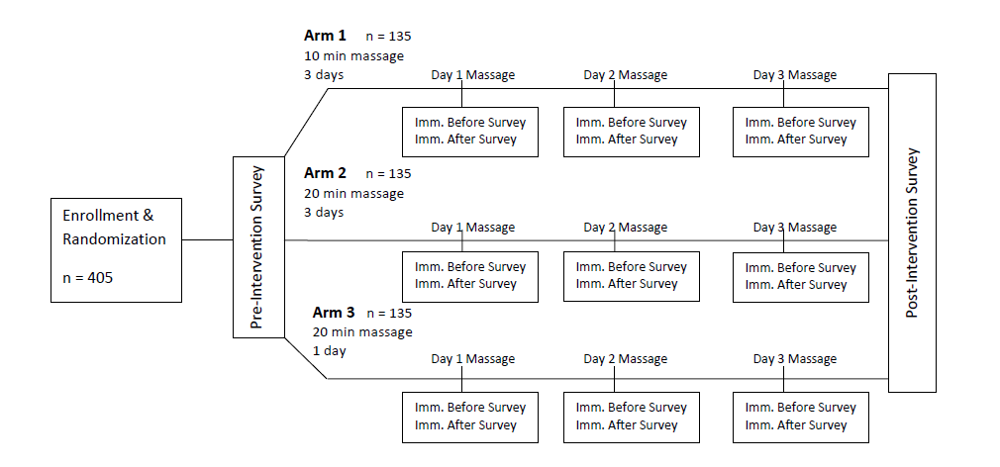 Enrollment &
Randomization
n = 405
Pre-Intervention Survey
Arm 1 n = 135
10 min massage
3 days
Day 1 Massage Day 2 Massage Day 3 Massage
Imm. Before Survey Imm. Before Survey Imm. Before Survey
Imm. After Survey Imm. After Survey Imm. After Survey
Arm 2 n = 135
20 min massage
3 days
Day 1 Massage Day 2 Massage Day 3 Massage
Imm. Before Survey Imm. Before Survey Imm. Before Survey
Imm. After Survey Imm. After Survey Imm. After Survey
Arm 3 n = 135
20 min massage
1 day
Day 1 Massage Day 2 Massage Day 3 Massage
Imm. Before Survey Imm. Before Survey Imm. Before Survey
Imm. After Survey Imm. After Survey Imm. After Survey
Post-Intervention Survey